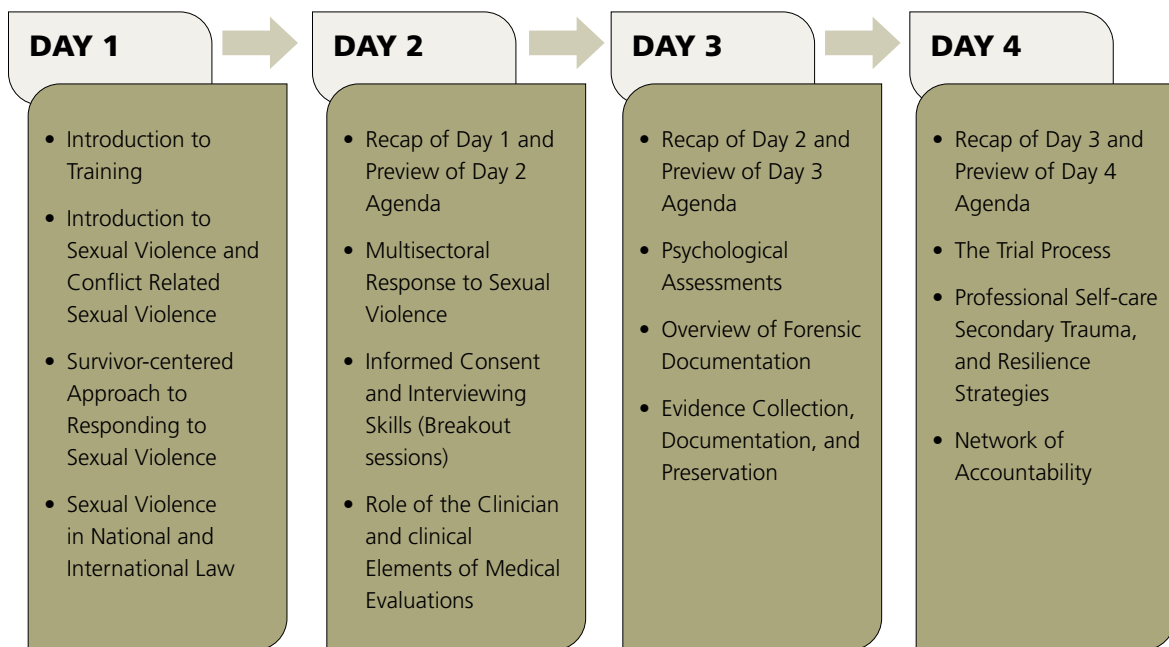 DAY 1
• Introduction to
Training
• Introduction to
Sexual Violence and
Conflict Related
Sexual Violence
• Survivor-centered
Approach to
Responding to
Sexual Violence
• Sexual Violence
in National and
International Law
DAY 2
• Recap of Day 1 and
Preview of Day 2
Agenda
• Multisectoral
Response to Sexual
Violence
• Informed Consent
and Interviewing
Skills (Breakout
sessions)
• Role of the Clinician
and clinical
Elements of Medical
Evaluations
DAY 3
• Recap of Day 2 and
Preview of Day 3
Agenda
• Psychological
Assessments
• Overview of Forensic
Documentation
• Evidence Collection,
Documentation, and
Preservation
DAY 4
• Recap of Day 3 and
Preview of Day 4
Agenda
• The Trial Process
• Professional Self-care
Secondary Trauma,
and Resilience
Strategies
• Network of
Accountability